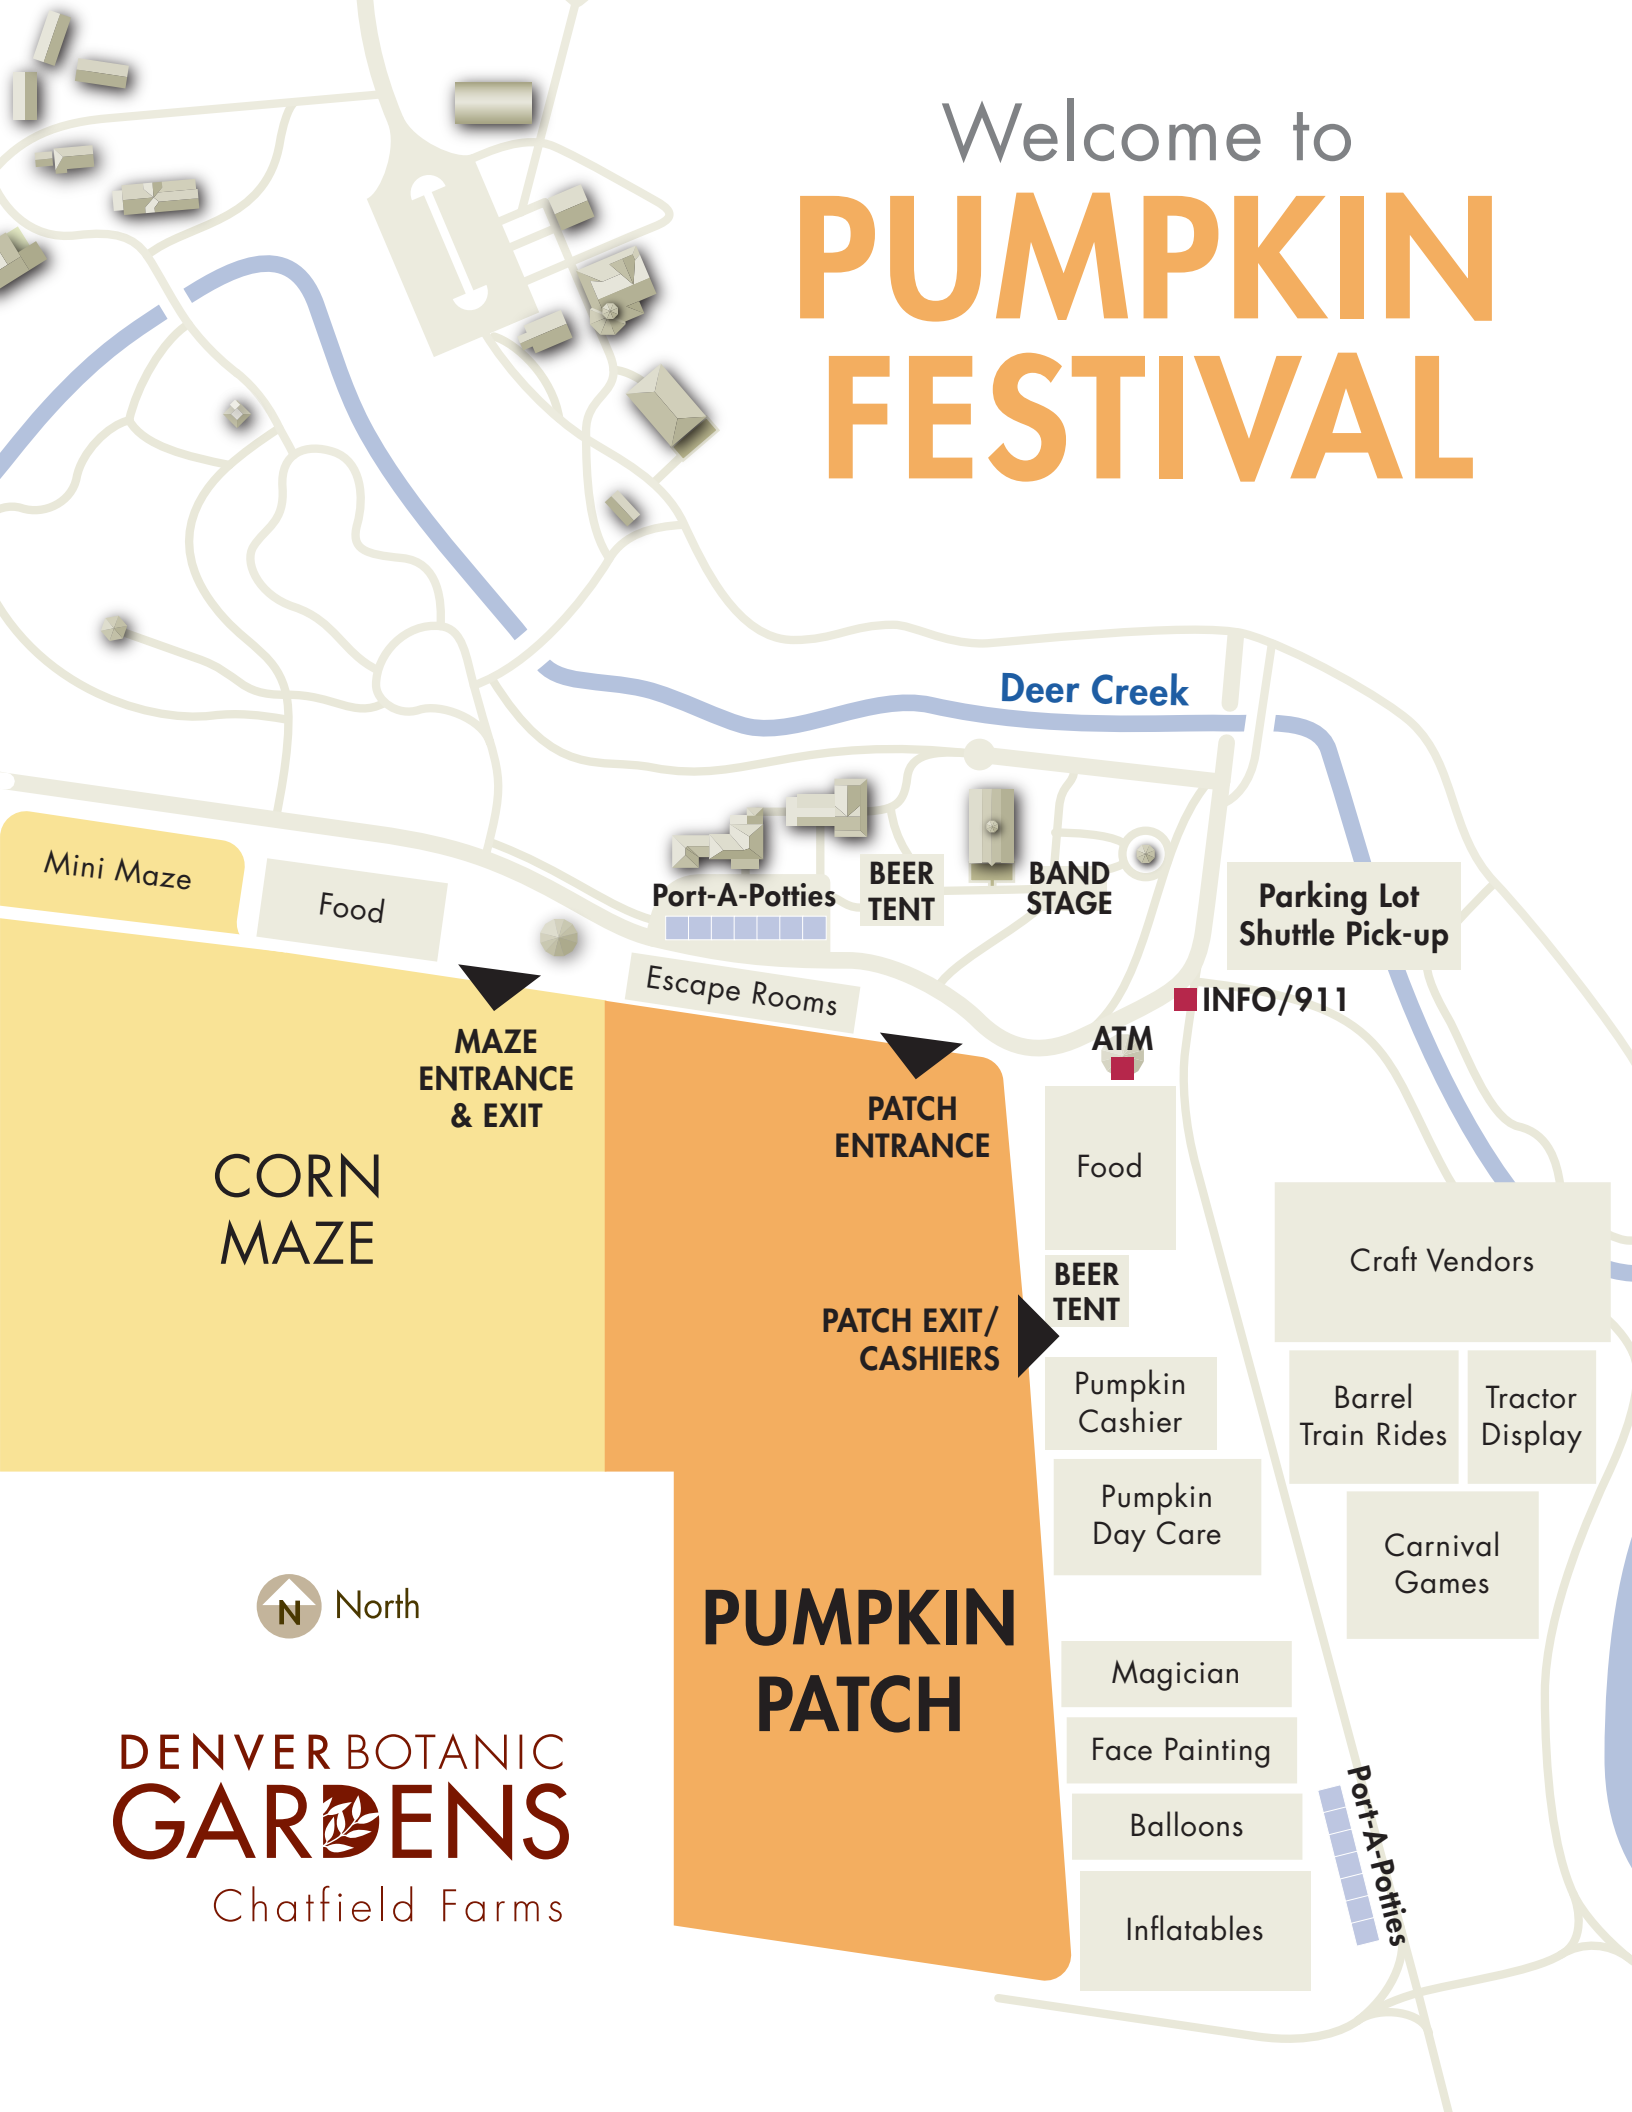 Welcome to
PUMPKIN
FESTIVAL
Deer Creek
Mini Maze
Food
Port-A-Potties
BEER
TENT
BAND
STAGE
Parking Lot
Shuttle Pick-up
Escape Rooms
INFO/911
ATM
MAZE
ENTRANCE
& EXIT
PATCH
ENTRANCE
CORN
MAZE
Food
BEER
TENT
PATCH EXIT/
CASHIERS
Craft Vendors
Pumpkin
Cashier
Barrel
Train Rides
Tractor
Display
Pumpkin
Day Care
Carnival
Games
N
North
PUMPKIN
PATCH
Magician
Face Painting
Balloons
Port-A-Potties
Inflatables
DENVER BOTANIC
GARDENS
Chatfield Farms